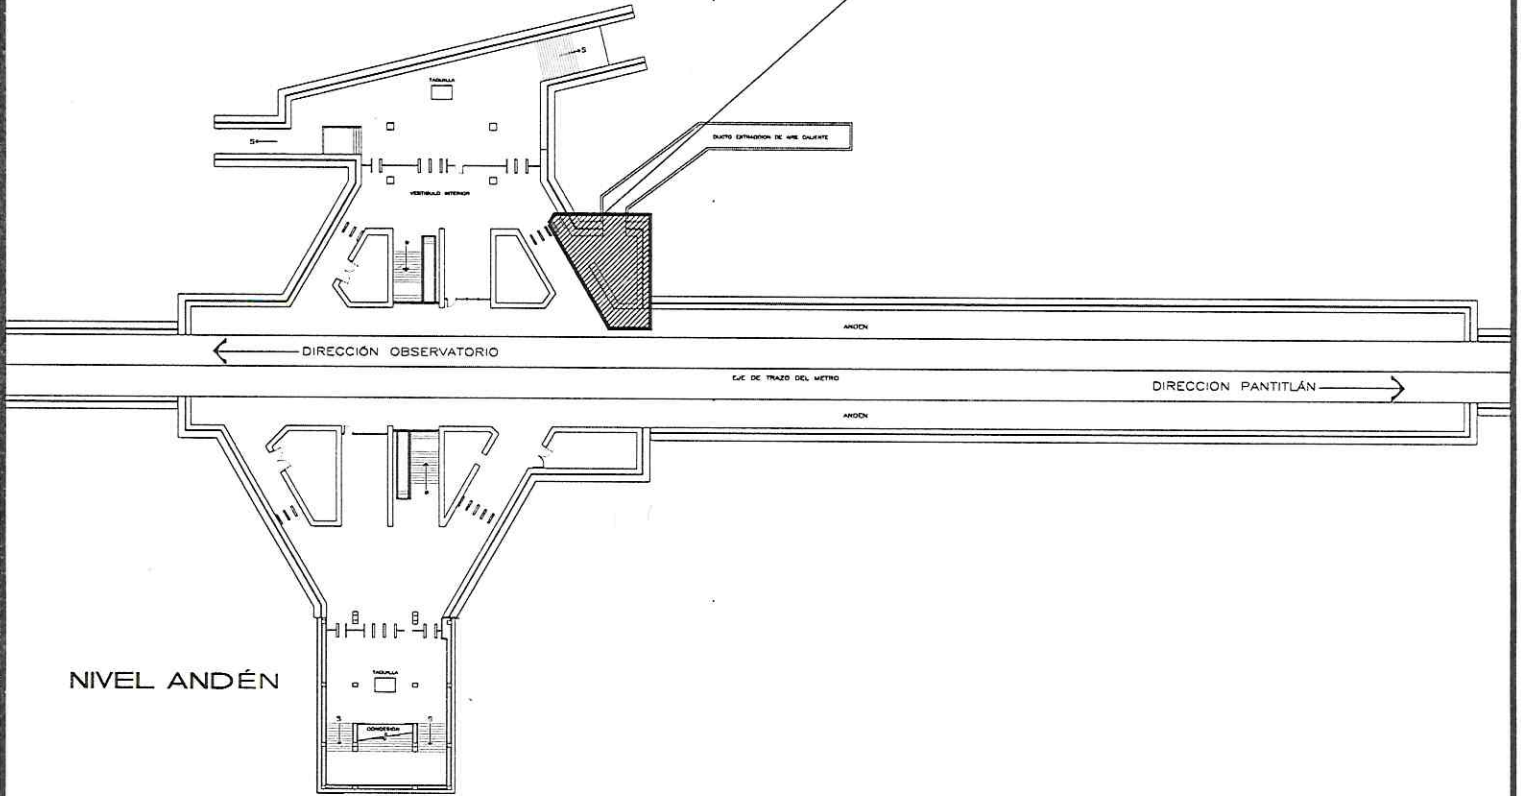 S
TAQUILLA
DUCTO EXTRACCION DE AIRE CALIENTE
S
VESTIBULO INTERIOR
ANDEN
DIRECCIÓN OBSERVATORIO
EJE DE TRAZO DEL METRO
DIRECCION PANTITLÁN
ANDEN
TAQUILLA
NIVEL ANDÉN
S
S
CONCESION